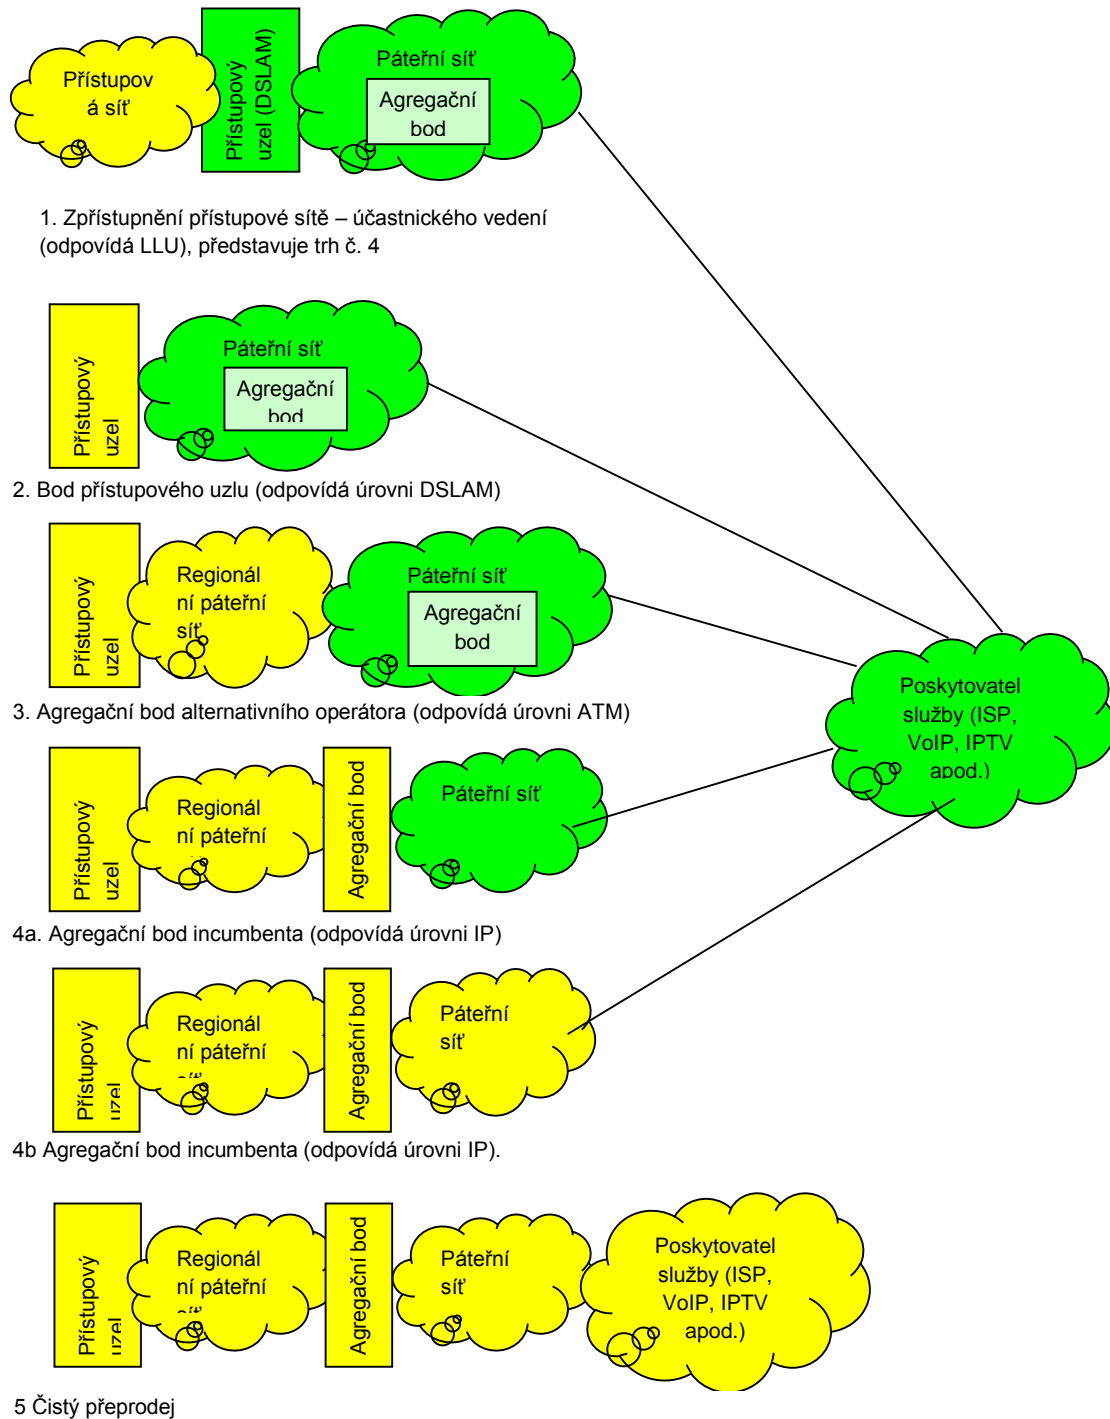 Přístupov
á síť
Přístupový
uzel (DSLAM)
Páteřní síť
Agregační
bod
1. Zpřístupnění přístupové sítě – účastnického vedení
(odpovídá LLU), představuje trh č. 4
Přístupový
uzel
Páteřní síť
Agregační
bod
2. Bod přístupového uzlu (odpovídá úrovni DSLAM)
Přístupový
uzel
Regionál
ní páteřní
síť
Páteřní síť
Agregační
bod
3. Agregační bod alternativního operátora (odpovídá úrovni ATM)
Poskytovatel
služby (ISP,
VoIP, IPTV
apod.)
Přístupový
uzel
Regionál
ní páteřní
Agregační bod
Páteřní síť
4a. Agregační bod incumbenta (odpovídá úrovni IP)
Přístupový
uzel
Regionál
ní páteřní
síť
Agregační bod
Páteřní
síť
4b Agregační bod incumbenta (odpovídá úrovni IP).
Přístupový
uzel
Regionál
ní páteřní
síť
Agregační bod
Páteřní
síť
Poskytovatel
služby (ISP,
VoIP, IPTV
apod.)
5 Čistý přeprodej